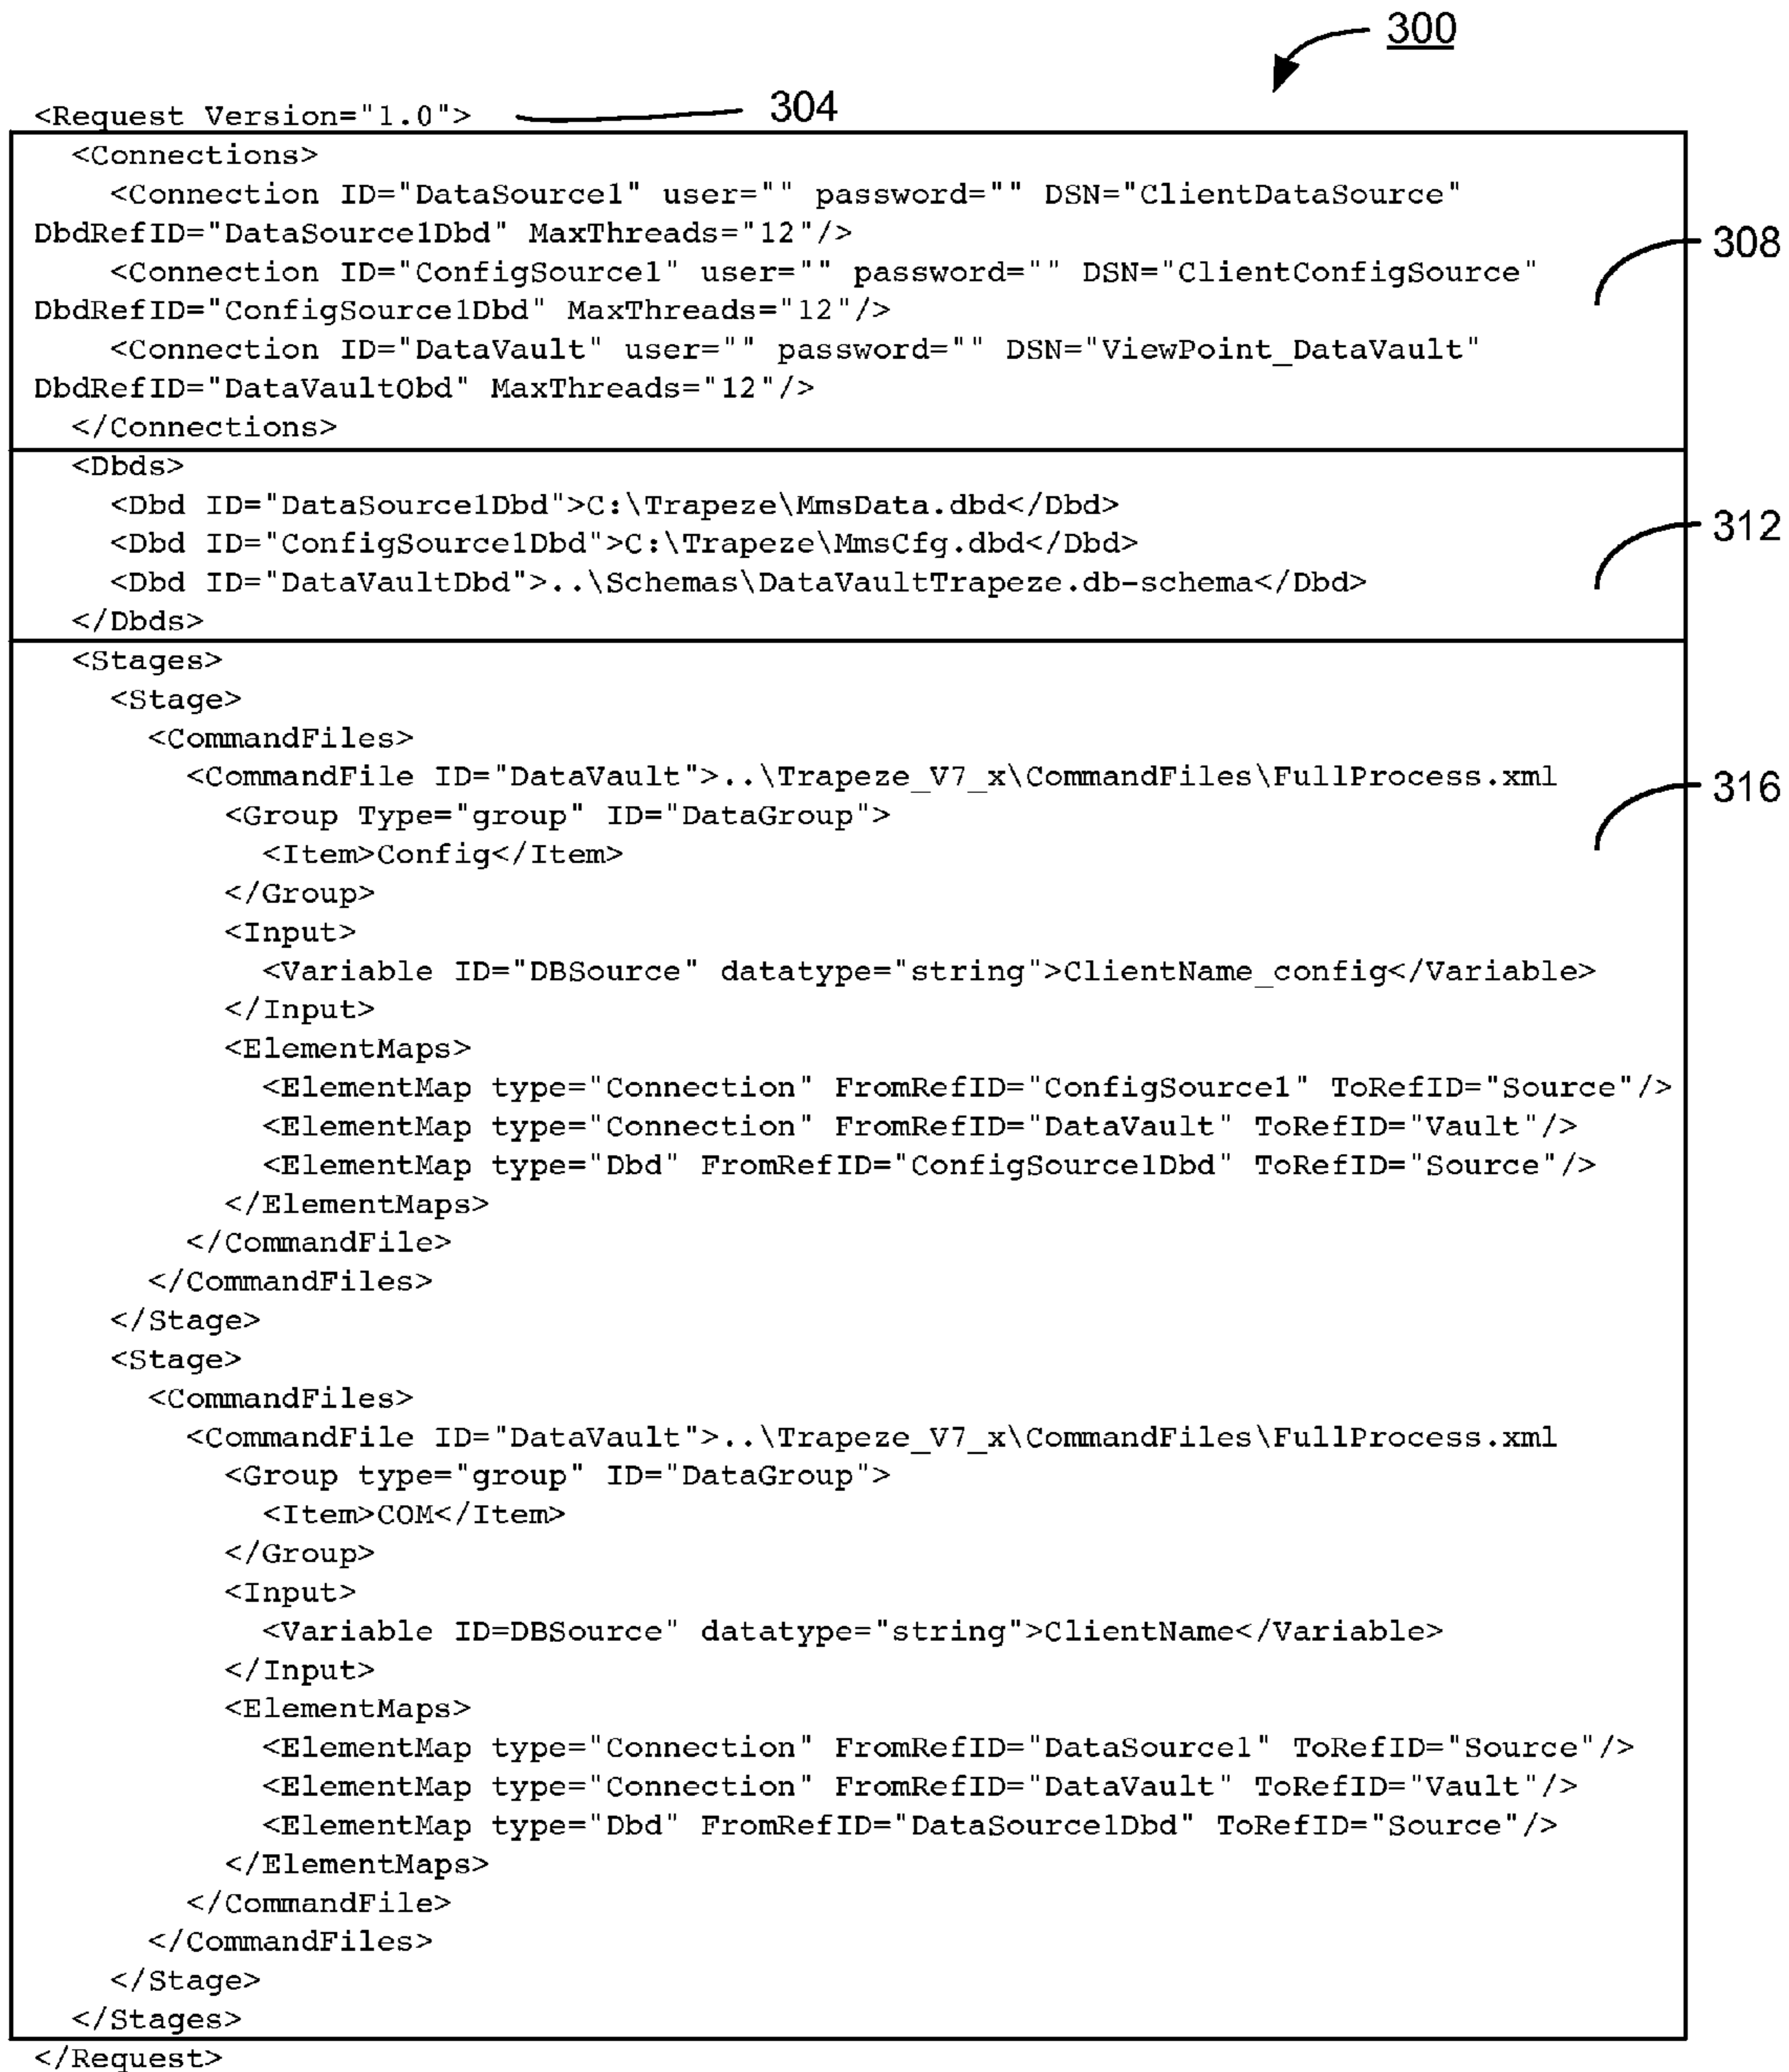 300
<Request Version="1.0"> 304
<Connections>
<Connection ID="DataSource1" user="" password="" DSN="ClientDataSource"
DbdRefID="DataSource1Dbd" MaxThreads="12"/>
308
<Connection ID="ConfigSource1" user="" password="" DSN="ClientConfigSource"
DbdRefID="ConfigSource1Dbd" MaxThreads="12"/>
<Connection ID="DataVault" user="" password="" DSN="ViewPoint_DataVault"
DbdRefID="DataVaultObd" MaxThreads="12"/>
</Connections>
<Dbds>
<Dbd ID="DataSource1Dbd">C:\Trapeze\MmsData.dbd</Dbd>
312
<Dbd ID="ConfigSource1Dbd">C:\Trapeze\MmsCfg.dbd</Dbd>
<Dbd ID="DataVaultDbd">..\Schemas\DataVaultTrapeze.db-schema</Dbd>
</Dbds>
<Stages>
<Stage>
<CommandFiles>
<CommandFile ID="DataVault">..\Trapeze_V7_x\CommandFiles\FullProcess.xml
316
<Group Type="group" ID="DataGroup">
<Item>Config</Item>
</Group>
<Input>
<Variable ID="DBSource" datatype="string">ClientName_config</Variable>
</Input>
<ElementMaps>
<ElementMap type="Connection" FromRefID="ConfigSource1" ToRefID="Source"/>
<ElementMap type="Connection" FromRefID="DataVault" ToRefID="Vault"/>
<ElementMap type="Dbd" FromRefID="ConfigSource1Dbd" ToRefID="Source"/>
</ElementMaps>
</CommandFile>
</CommandFiles>
</Stage>
<Stage>
<CommandFiles>
<CommandFile ID="DataVault">..\Trapeze_V7_x\CommandFiles\FullProcess.xml
<Group type="group" ID="DataGroup">
<Item>COM</Item>
</Group>
<Input>
<Variable ID=DBSource" datatype="string">ClientName</Variable>
</Input>
<ElementMaps>
<ElementMap type="Connection" FromRefID="DataSource1" ToRefID="Source"/>
<ElementMap type="Connection" FromRefID="DataVault" ToRefID="Vault"/>
<ElementMap type="Dbd" FromRefID="DataSource1Dbd" ToRefID="Source"/>
</ElementMaps>
</CommandFile>
</CommandFiles>
</Stage>
</Stages>
</Request>